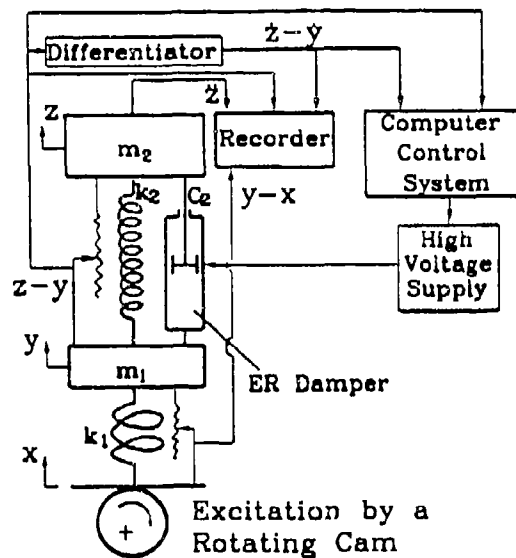 ż-ẏ
Differentiator
z̈
z
Recorder
Computer
Control
System
m₂
k₂
C₂
y-x
High
Voltage
Supply
z-y
y
m₁
ER Damper
k₁
x
+
Excitation by a
Rotating Cam